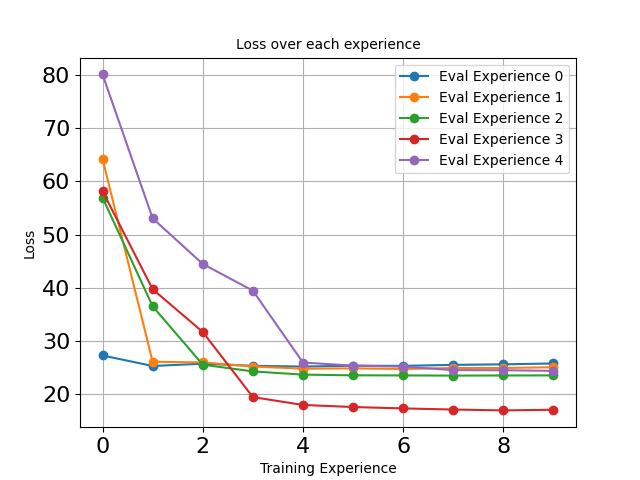 Loss over each experience
80
70
60
50
40
30
20
Loss
0 2 4 6 8
Training Experience
Eval Experience 0
Eval Experience 1
Eval Experience 2
Eval Experience 3
Eval Experience 4